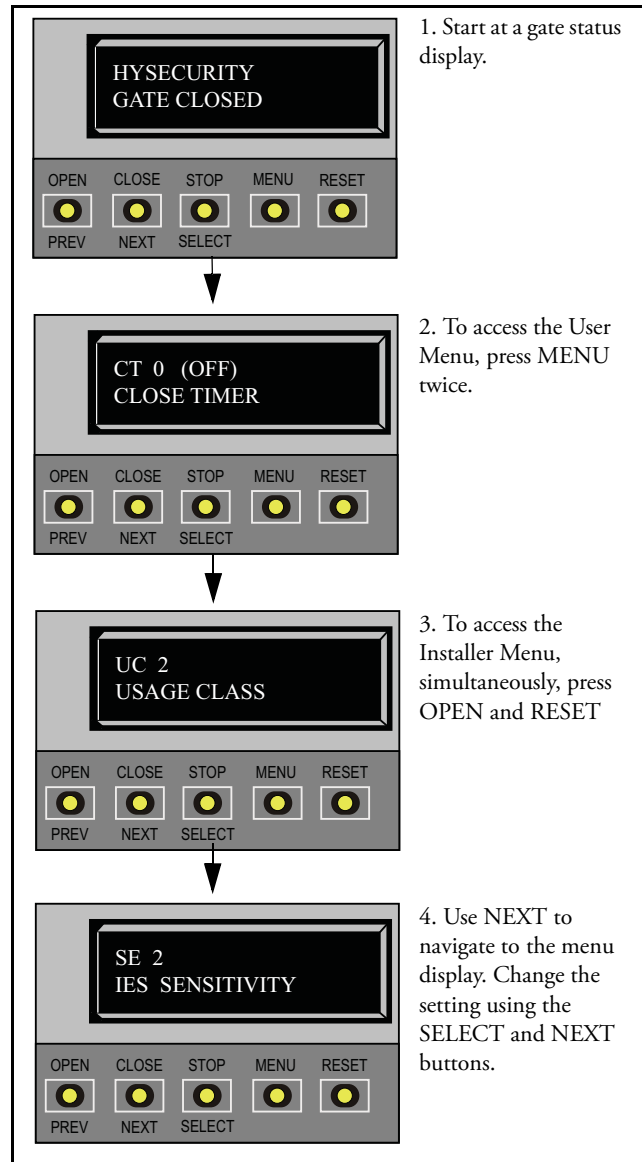 HYSECURITY
GATE CLOSED
OPEN CLOSE STOP MENU RESET
PREV NEXT SELECT
1. Start at a gate status
display.
CT 0 (OFF)
CLOSE TIMER
OPEN CLOSE STOP MENU RESET
PREV NEXT SELECT
2. To access the User
Menu, press MENU
twice.
UC 2
USAGE CLASS
OPEN CLOSE STOP MENU RESET
PREV NEXT SELECT
3. To access the
Installer Menu,
simultaneously, press
OPEN and RESET
SE 2
IES SENSITIVITY
OPEN CLOSE STOP MENU RESET
PREV NEXT SELECT
4. Use NEXT to
navigate to the menu
display. Change the
setting using the
SELECT and NEXT
buttons.